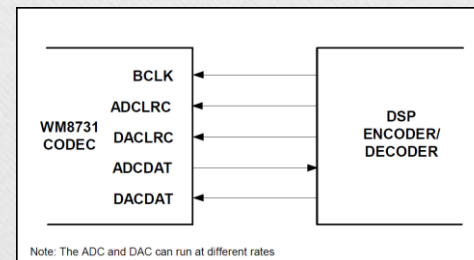 BCLK
ADCLRC
WM8731
CODEC
DACLRC
ADCDAT
DACDAT
DSP
ENCODER/
DECODER
Note: The ADC and DAC can run at different rates